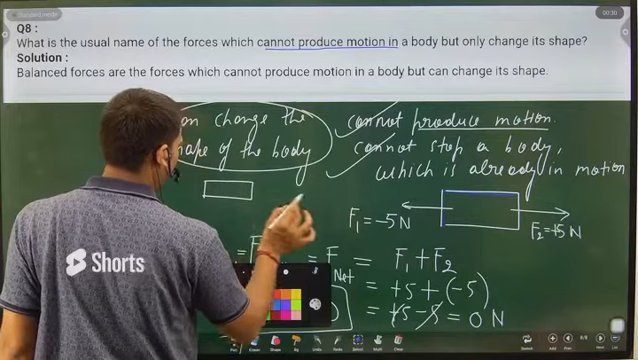 Q8 :
What is the usual name of the forces which cannot produce motion in a body but only change its shape?
Solution :
Balanced forces are the forces which cannot produce motion in a body but can change its shape.
change the
of the body
cannot produce motion.
cannot stop a body,
which is already in motion
F₁ = -5N
F₂ = +5N
= F
= F Net = F₁ + F₂
= +5 + (-5)
= +5 - 5 = 0 N
Shorts